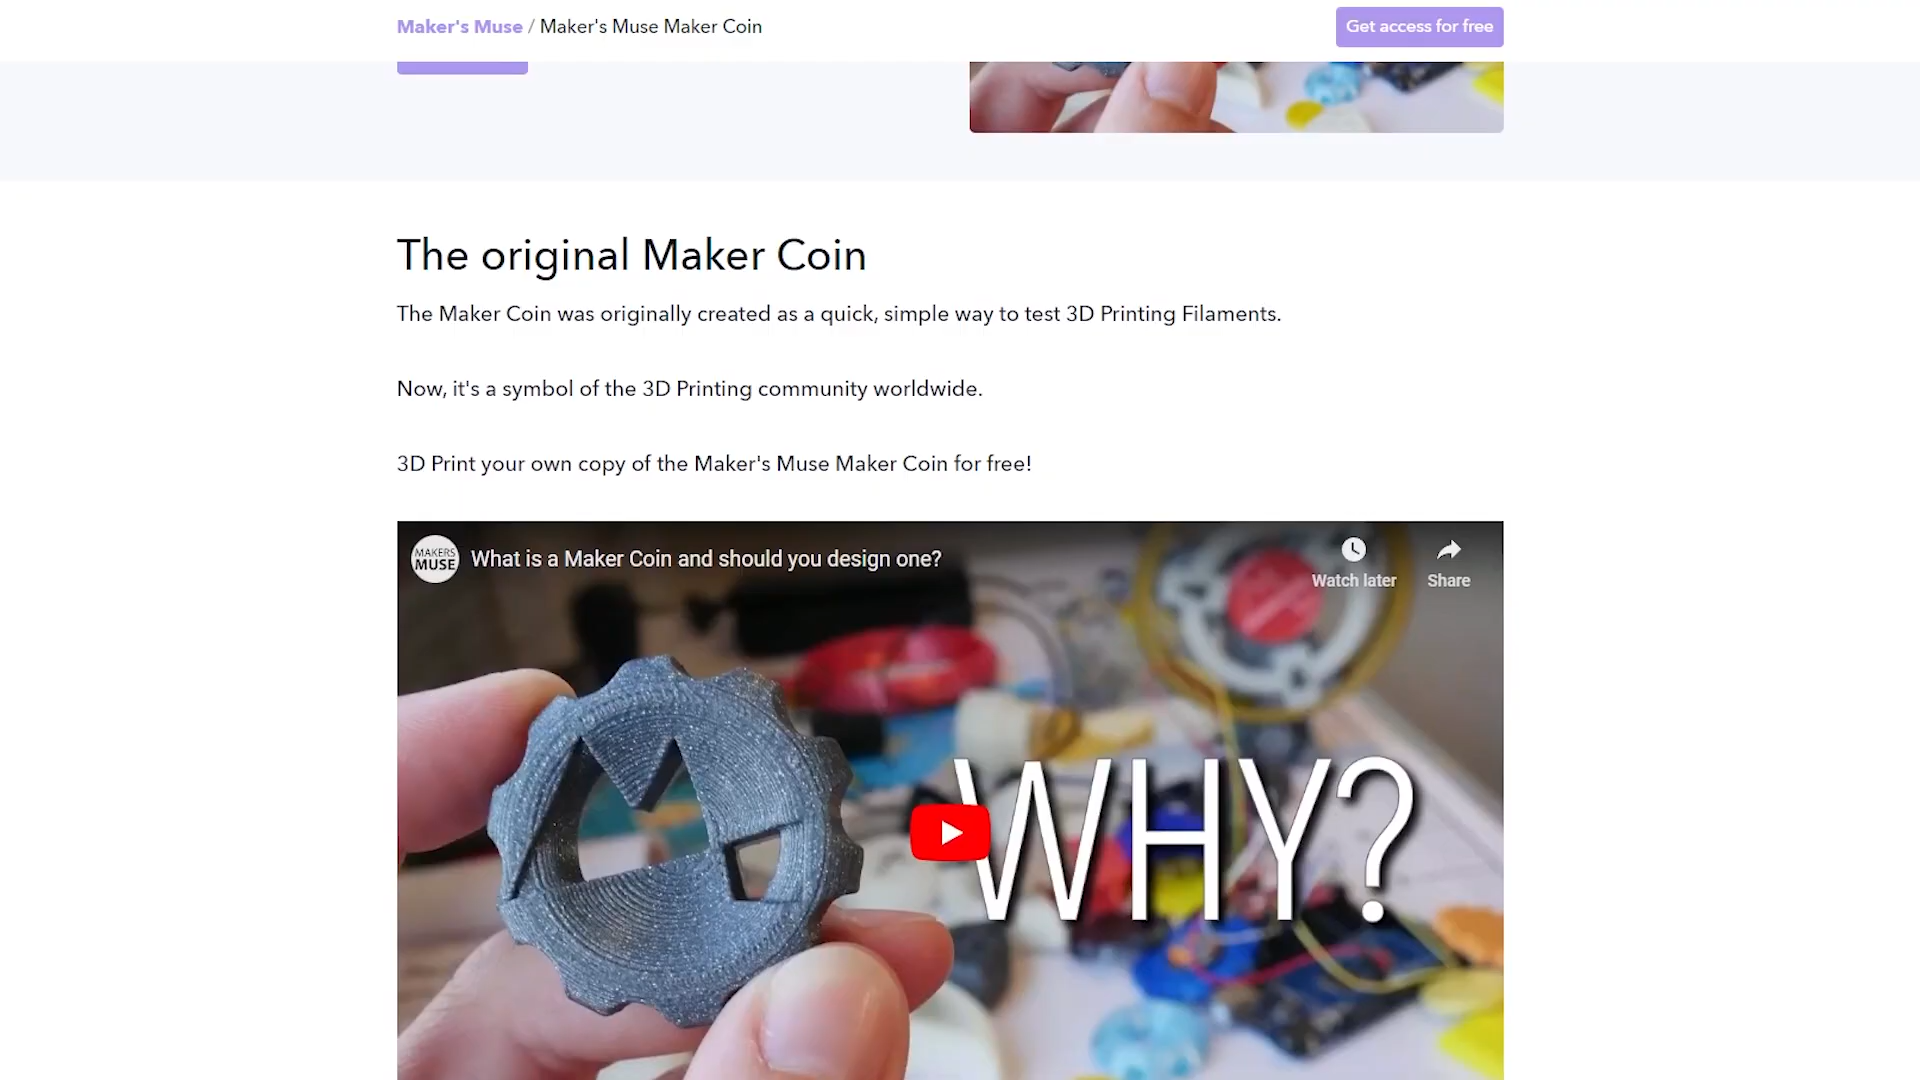 Maker's Muse / Maker's Muse Maker Coin
Get access for free
The original Maker Coin
The Maker Coin was originally created as a quick, simple way to test 3D Printing Filaments.
Now, it's a symbol of the 3D Printing community worldwide.
3D Print your own copy of the Maker's Muse Maker Coin for free!
MAKERS
MUSE
What is a Maker Coin and should you design one?
Watch later
Share
WHY?